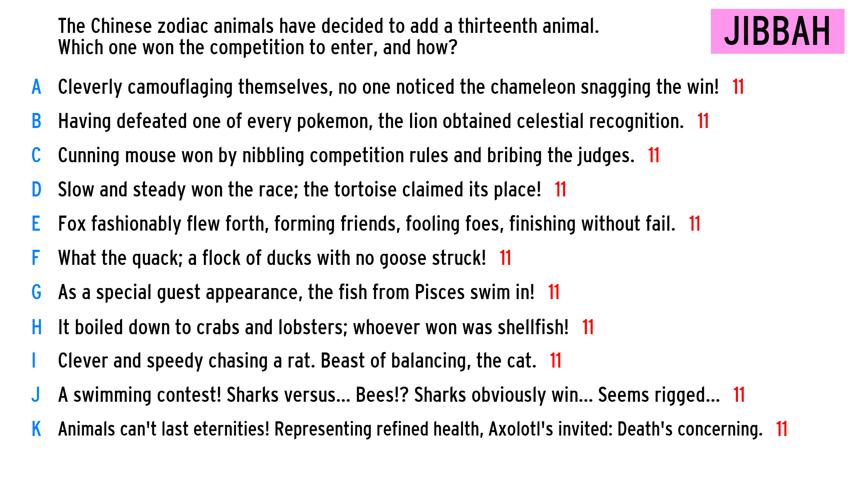 The Chinese zodiac animals have decided to add a thirteenth animal.
Which one won the competition to enter, and how?
JIBBAH
A Cleverly camouflaging themselves, no one noticed the chameleon snagging the win! 11
B Having defeated one of every pokemon, the lion obtained celestial recognition. 11
C Cunning mouse won by nibbling competition rules and bribing the judges. 11
D Slow and steady won the race; the tortoise claimed its place! 11
E Fox fashionably flew forth, forming friends, fooling foes, finishing without fail. 11
F What the quack; a flock of ducks with no goose struck! 11
G As a special guest appearance, the fish from Pisces swim in! 11
H It boiled down to crabs and lobsters; whoever won was shellfish! 11
I Clever and speedy chasing a rat. Beast of balancing, the cat. 11
J A swimming contest! Sharks versus... Bees!? Sharks obviously win... Seems rigged... 11
K Animals can't last eternities! Representing refined health, Axolotl's invited: Death's concerning. 11